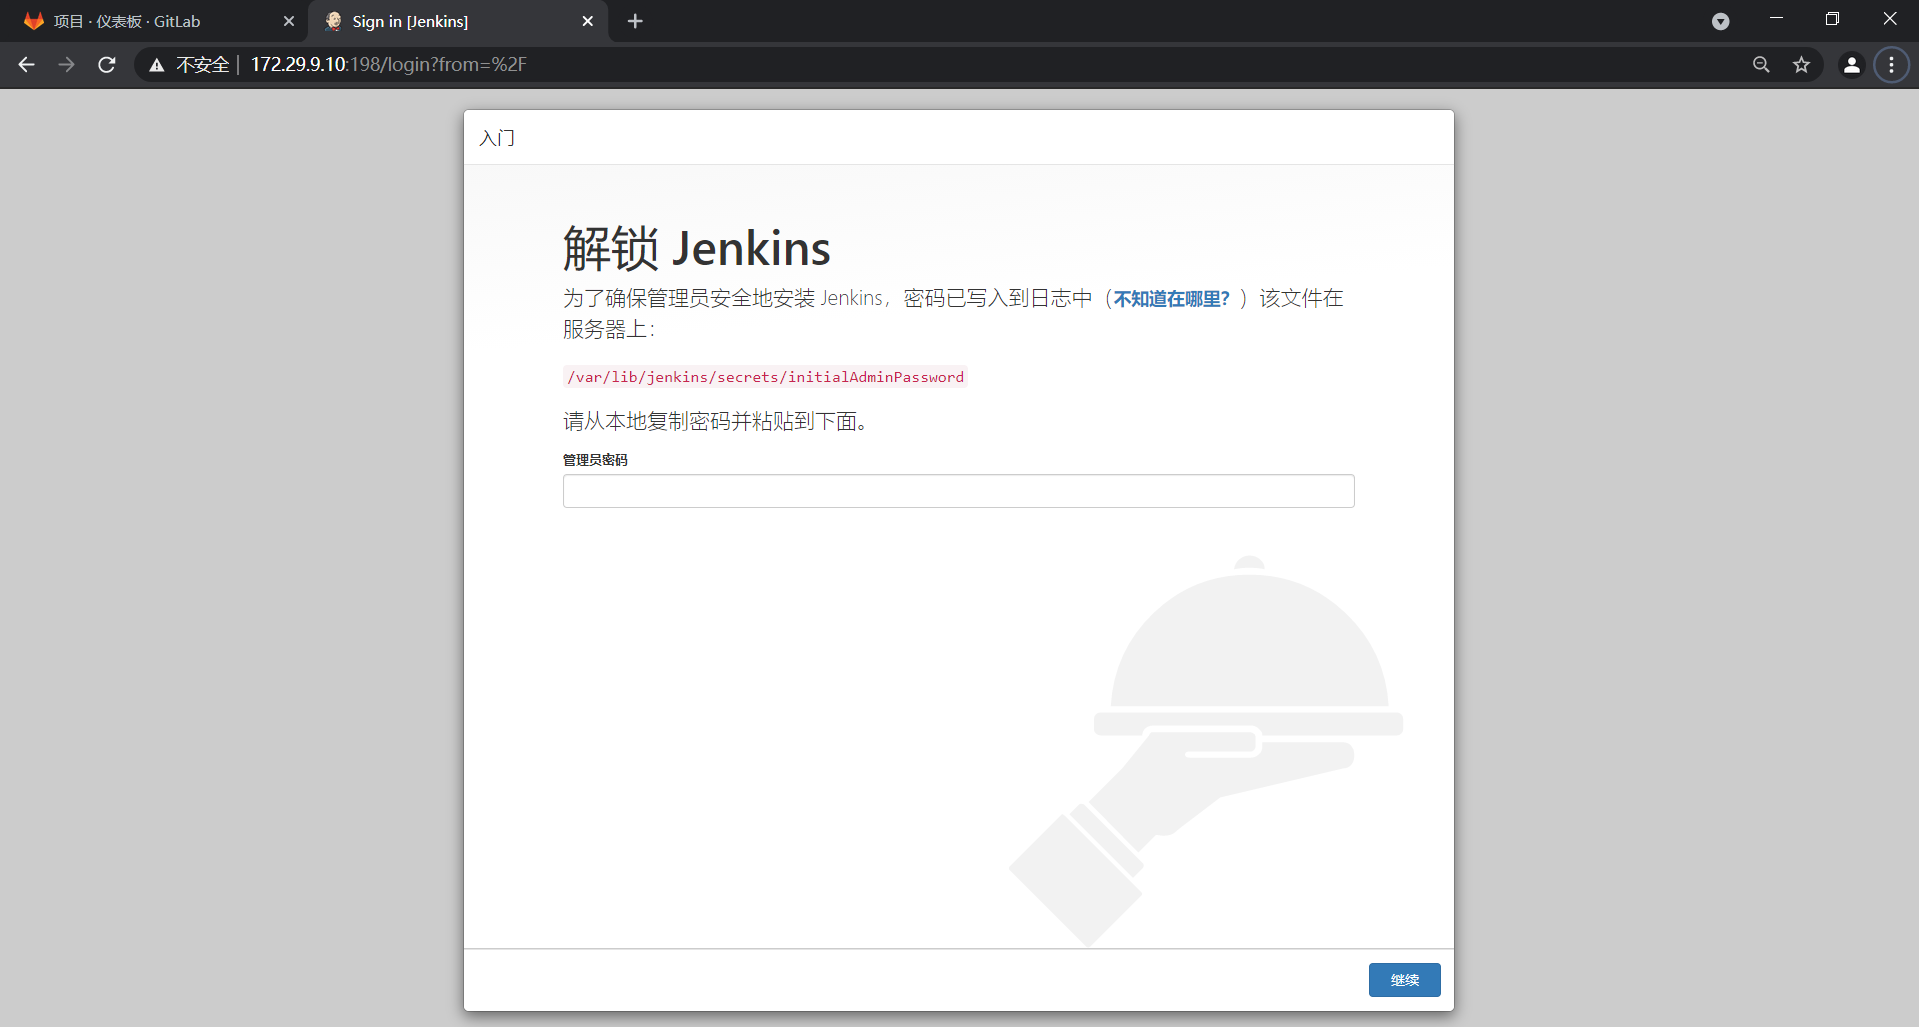 项目 · 仪表板 · GitLab
Sign in [Jenkins]
不安全 | 172.29.9.10:198/login?from=%2F
入门
解锁 Jenkins
为了确保管理员安全地安装 Jenkins，密码已写入到日志中（不知道在哪里？）该文件在
服务器上：
/var/lib/jenkins/secrets/initialAdminPassword
请从本地复制密码并粘贴到下面。
管理员密码
继续